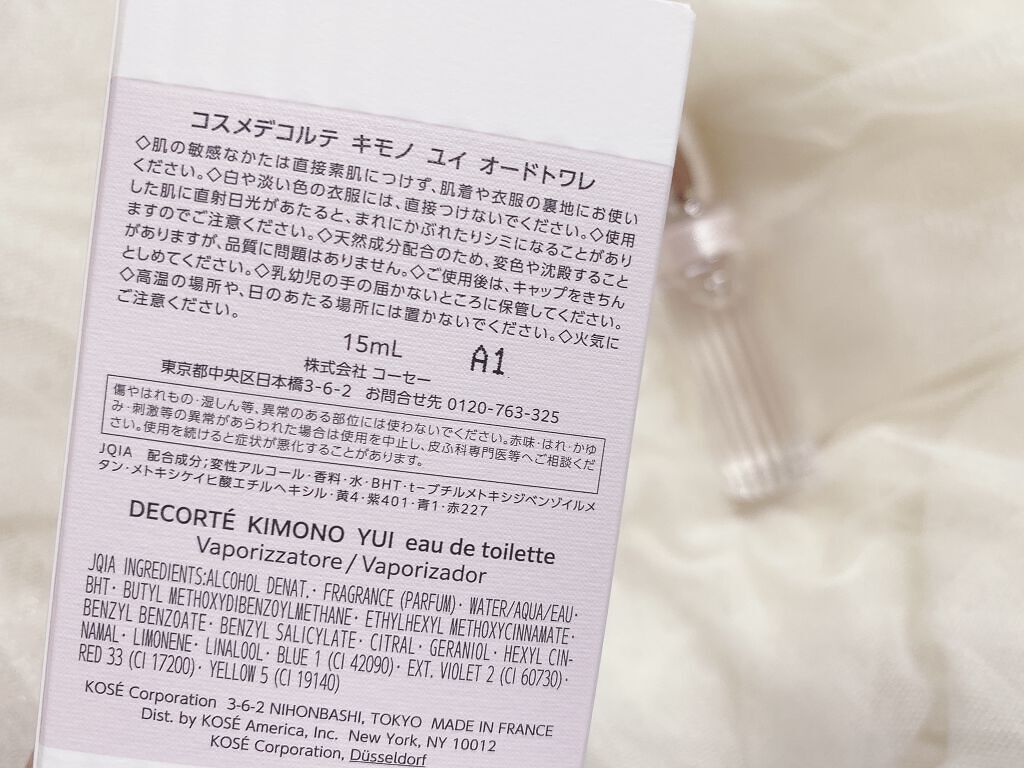 コスメデコルテ キモノ ユイ オードトワレ
◇肌の敏感なかたは直接素肌につけず、肌着や衣服の裏地にお使い
ください。◇白や淡い色の衣服には、直接つけないでください。◇使用
した肌に直射日光があたると、まれにかぶれたりシミになることがあり
ますのでご注意ください。◇天然成分配合のため、変色や沈殿すること
がありますが、品質に問題はありません。◇ご使用後は、キャップをきちん
としめてください。◇乳幼児の手の届かないところに保管してください。
◇高温の場所や、日のあたる場所には置かないでください。◇火気に
ご注意ください。
15mL A1
株式会社 コーセー
東京都中央区日本橋3-6-2 お問合せ先 0120-763-325
傷やはれもの・湿しん等、異常のある部位には使わないでください。赤味・はれ・かゆ
み・刺激等の異常があらわれた場合は使用を中止し、皮ふ科専門医等へご相談くだ
さい。使用を続けると症状が悪化することがあります。
JQIA 配合成分；変性アルコール・香料・水・BHT・t-ブチルメトキシジベンゾイルメ
タン・メトキシケイヒ酸エチルヘキシル・黄4・紫401・青1・赤227
DECORTÉ KIMONO YUI eau de toilette
Vaporizzatore / Vaporizador
JQIA INGREDIENTS:ALCOHOL DENAT.・FRAGRANCE (PARFUM)・WATER/AQUA/EAU・
BHT・BUTYL METHOXYDIBENZOYLMETHANE・ETHYLHEXYL METHOXYCINNAMATE・
BENZYL BENZOATE・BENZYL SALICYLATE・CITRAL・GERANIOL・HEXYL CIN-
NAMAL・LIMONENE・LINALOOL・BLUE 1 (CI 42090)・EXT. VIOLET 2 (CI 60730)・
RED 33 (CI 17200)・YELLOW 5 (CI 19140)
KOSÉ Corporation 3-6-2 NIHONBASHI, TOKYO MADE IN FRANCE
Dist. by KOSÉ America, Inc. New York, NY 10012
KOSÉ Corporation, Düsseldorf